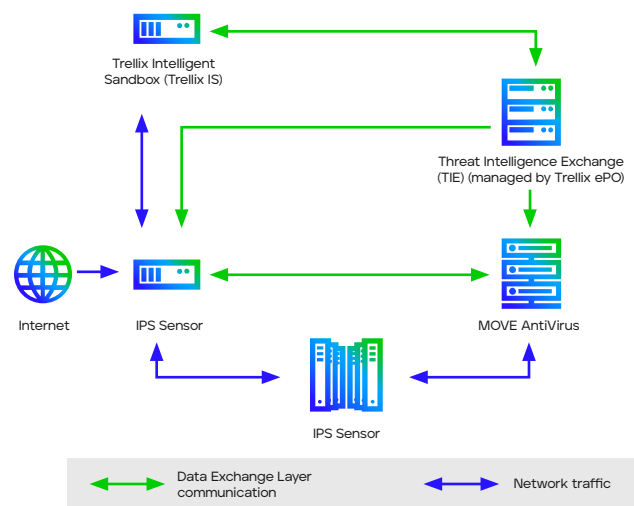 Trellix Intelligent
Sandbox (Trellix IS)
Threat Intelligence Exchange
(TIE) (managed by Trellix ePO)
Internet
IPS Sensor
MOVE AntiVirus
IPS Sensor
Data Exchange Layer
communication
Network traffic